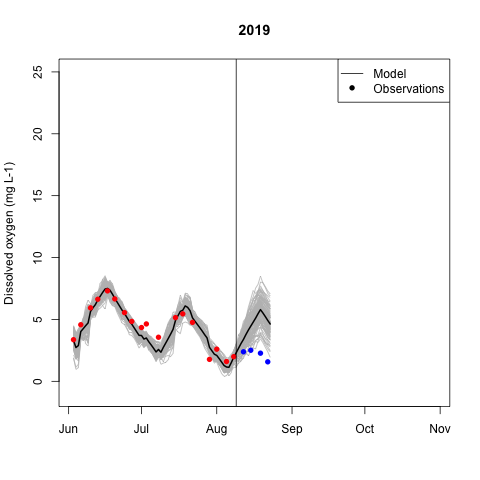 2019
Dissolved oxygen (mg L-1)
25
20
15
10
5
0
Model
Observations
Jun Jul Aug Sep Oct Nov